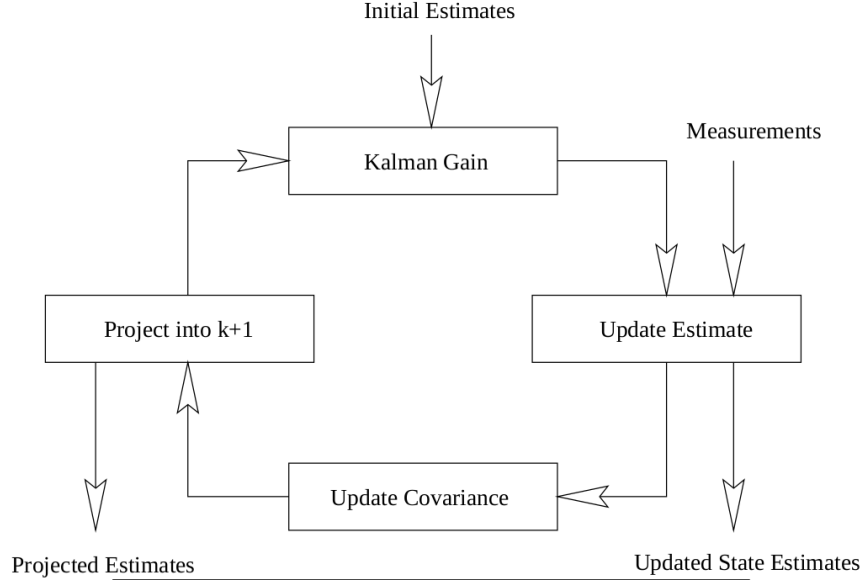 Initial Estimates
Measurements
Kalman Gain
Project into k+1
Update Estimate
Update Covariance
Projected Estimates
Updated State Estimates